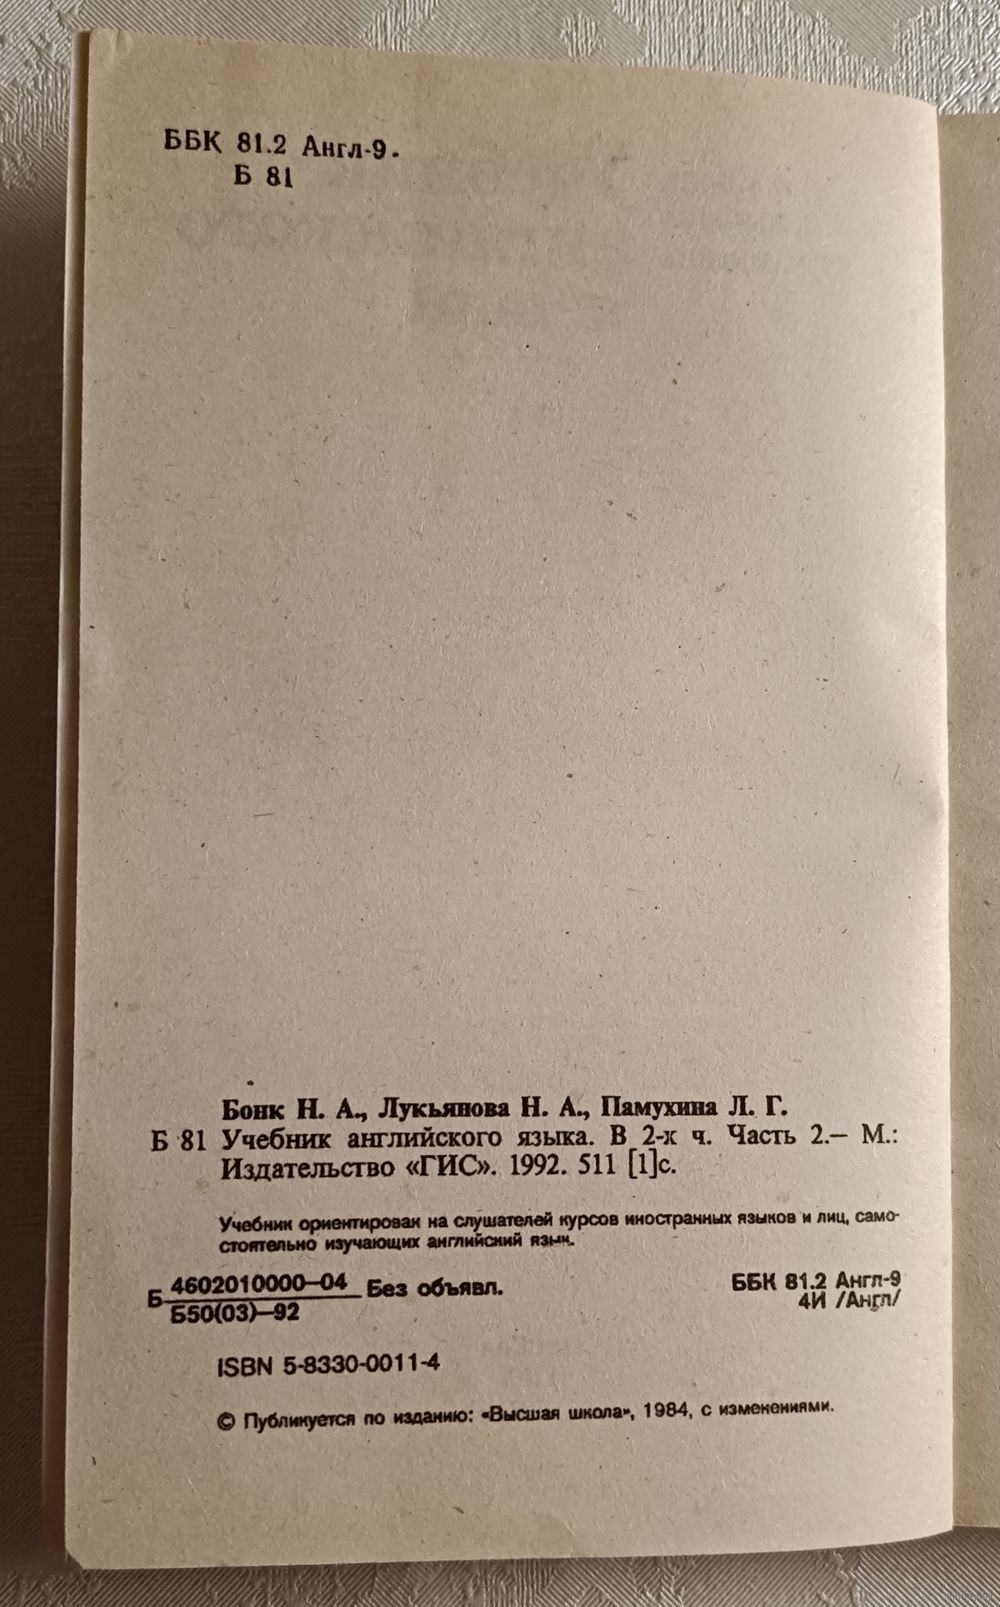 ББК 81.2 Англ-9.
Б 81
Бонк Н. А., Лукьянова Н. А., Памухина Л. Г.
Б 81 Учебник английского языка. В 2-х ч. Часть 2.— М.:
Издательство «ГИС». 1992. 511 [1]с.
Учебник ориентирован на слушателей курсов иностранных языков и лиц, само-
стоятельно изучающих английский язык.
Б 4602010000—04 Без объявл.
Б50(03)—92
ББК 81.2 Англ-9
4И /Англ/
ISBN 5-8330-0011-4
© Публикуется по изданию: «Высшая школа», 1984, с изменениями.